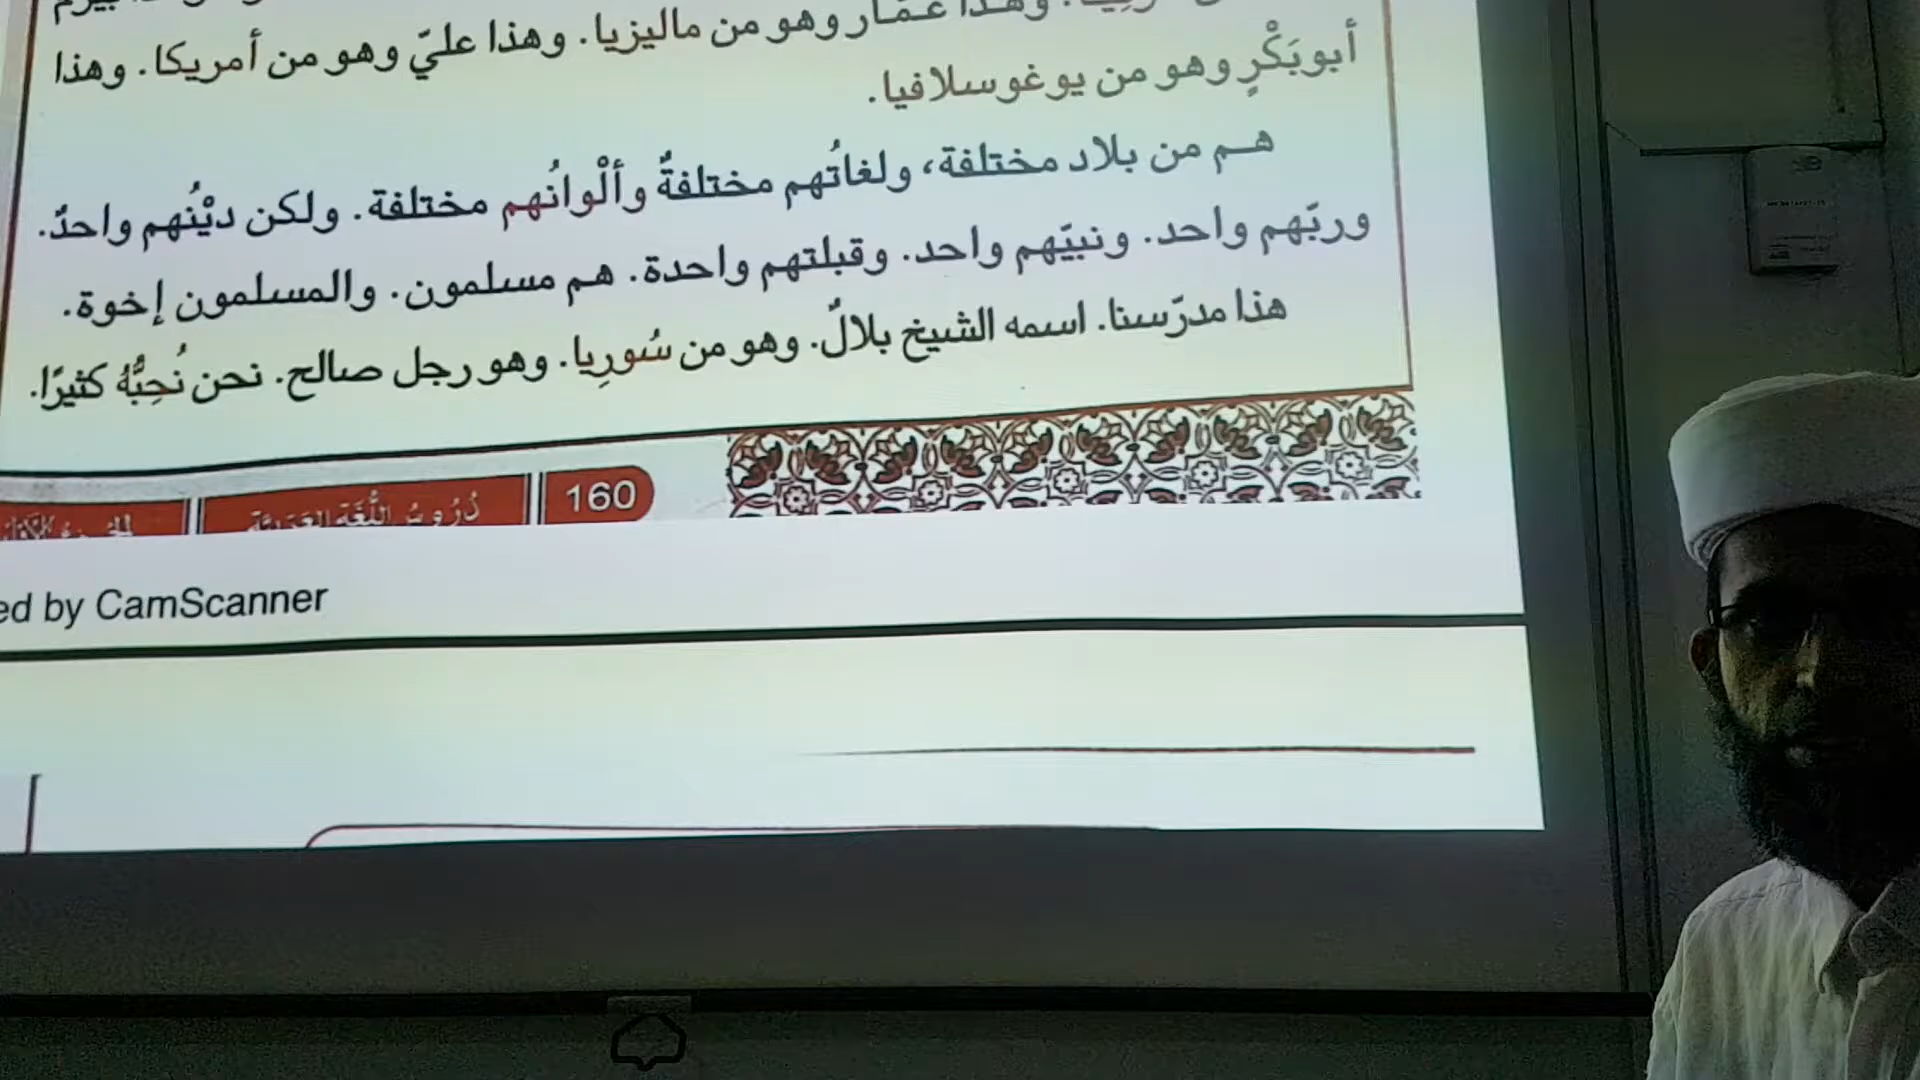 وهذا عمّار وهو من ماليزيا. وهذا عليّ وهو من أمريكا. وهذا
أبو بَكْرٍ وهو من يوغوسلافيا.
هم من بلاد مختلفة، ولغاتُهم مختلفةٌ وألْوانُهم مختلفة. ولكن ديْنُهم واحدٌ.
وربّهم واحد. ونبيّهم واحد. وقبلتهم واحدة. هم مسلمون. والمسلمون إخوة.
هذا مدرّسنا. اسمه الشيخ بلالٌ. وهو من سُورِيا. وهو رجل صالح. نحن نُحِبُّهُ كثيرًا.
160 دُرُوسُ اللُّغَةِ العَرَبِيَّةِ
ed by CamScanner